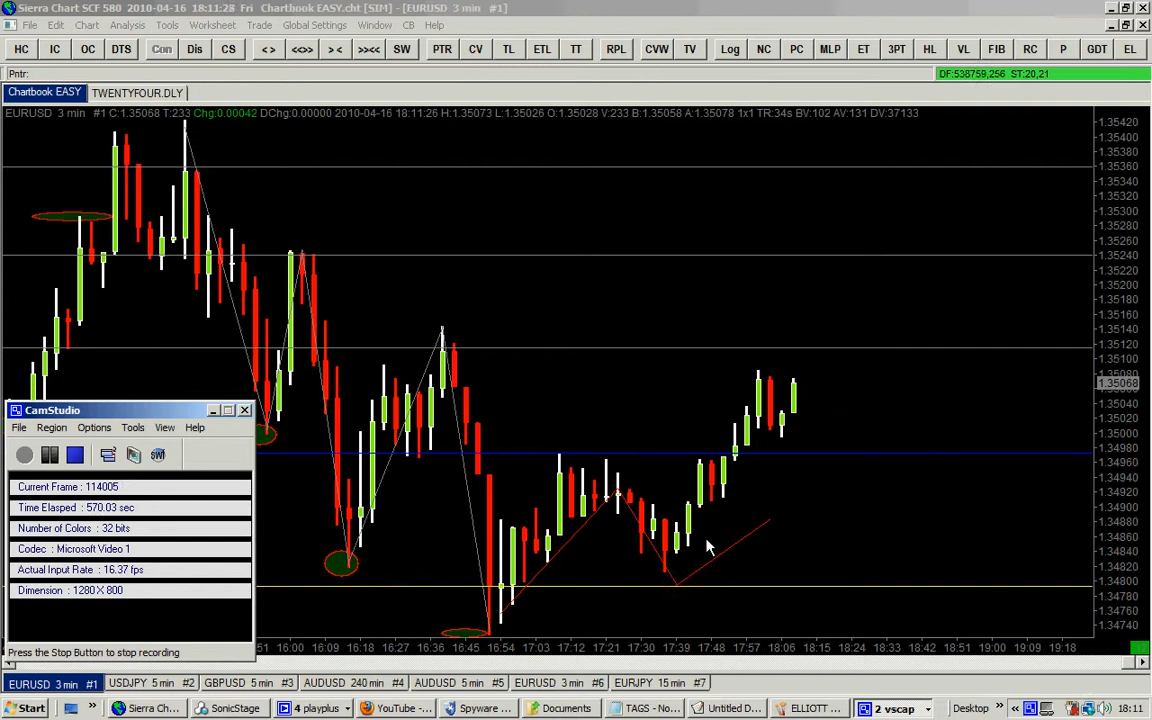 Sierra Chart SCF 580 2010-04-16 18:11:28 Fri Chartbook EASY.cht [SIM] - [EURUSD 3 min #1]
File Edit Chart Analysis Tools Worksheet Trade Global Settings Window CB Help
HC IC OC DTS Con Dis CS < > <<>> > < >>><< SW PTR CV TL ETL TT RPL CVW TV Log NC PC MLP ET 3PT HL VL FIB RC P GDT EL
Pntr: DF:538759,256 ST:20,21
Chartbook EASY TWENTYFOUR.DLY
EURUSD 3 min #1 C:1.35068 T:233 Chg:0.00042 DChg:0.00000 2010-04-16 18:11:26 H:1.35073 L:1.35026 O:1.35028 V:233 B:1.35058 A:1.35078 1x1 TR:34s BV:102 AV:131 DV:37133
1.35420
1.35400
1.35380
1.35360
1.35340
1.35320
1.35300
1.35280
1.35260
1.35240
1.35220
1.35200
1.35180
1.35160
1.35140
1.35120
1.35100
1.35068
1.35040
1.35020
1.35000
1.34980
1.34960
1.34940
1.34920
1.34900
1.34880
1.34860
1.34840
1.34820
1.34800
1.34780
1.34760
1.34740
CamStudio
File Region Options Tools View Help
Current Frame : 114005
Time Elasped : 570.03 sec
Number of Colors : 32 bits
Codec : Microsoft Video 1
Actual Input Rate : 16.37 fps
Dimension : 1280 X 800
Press the Stop Button to stop recording
16:00 16:09 16:18 16:27 16:36 16:45 16:54 17:03 17:12 17:21 17:30 17:39 17:48 17:57 18:06 18:15 18:24 18:33 18:42 18:51 19:00 19:09 19:18
EURUSD 3 min #1 USDJPY 5 min #2 GBPUSD 5 min #3 AUDUSD 240 min #4 AUDUSD 5 min #5 EURUSD 3 min #6 EURJPY 15 min #7
Start Sierra Ch... SonicStage 4 playplus YouTube -... Spyware ... Documents TAGS - No... Untitled D... ELLIOTT ... 2 vscap Desktop 18:11